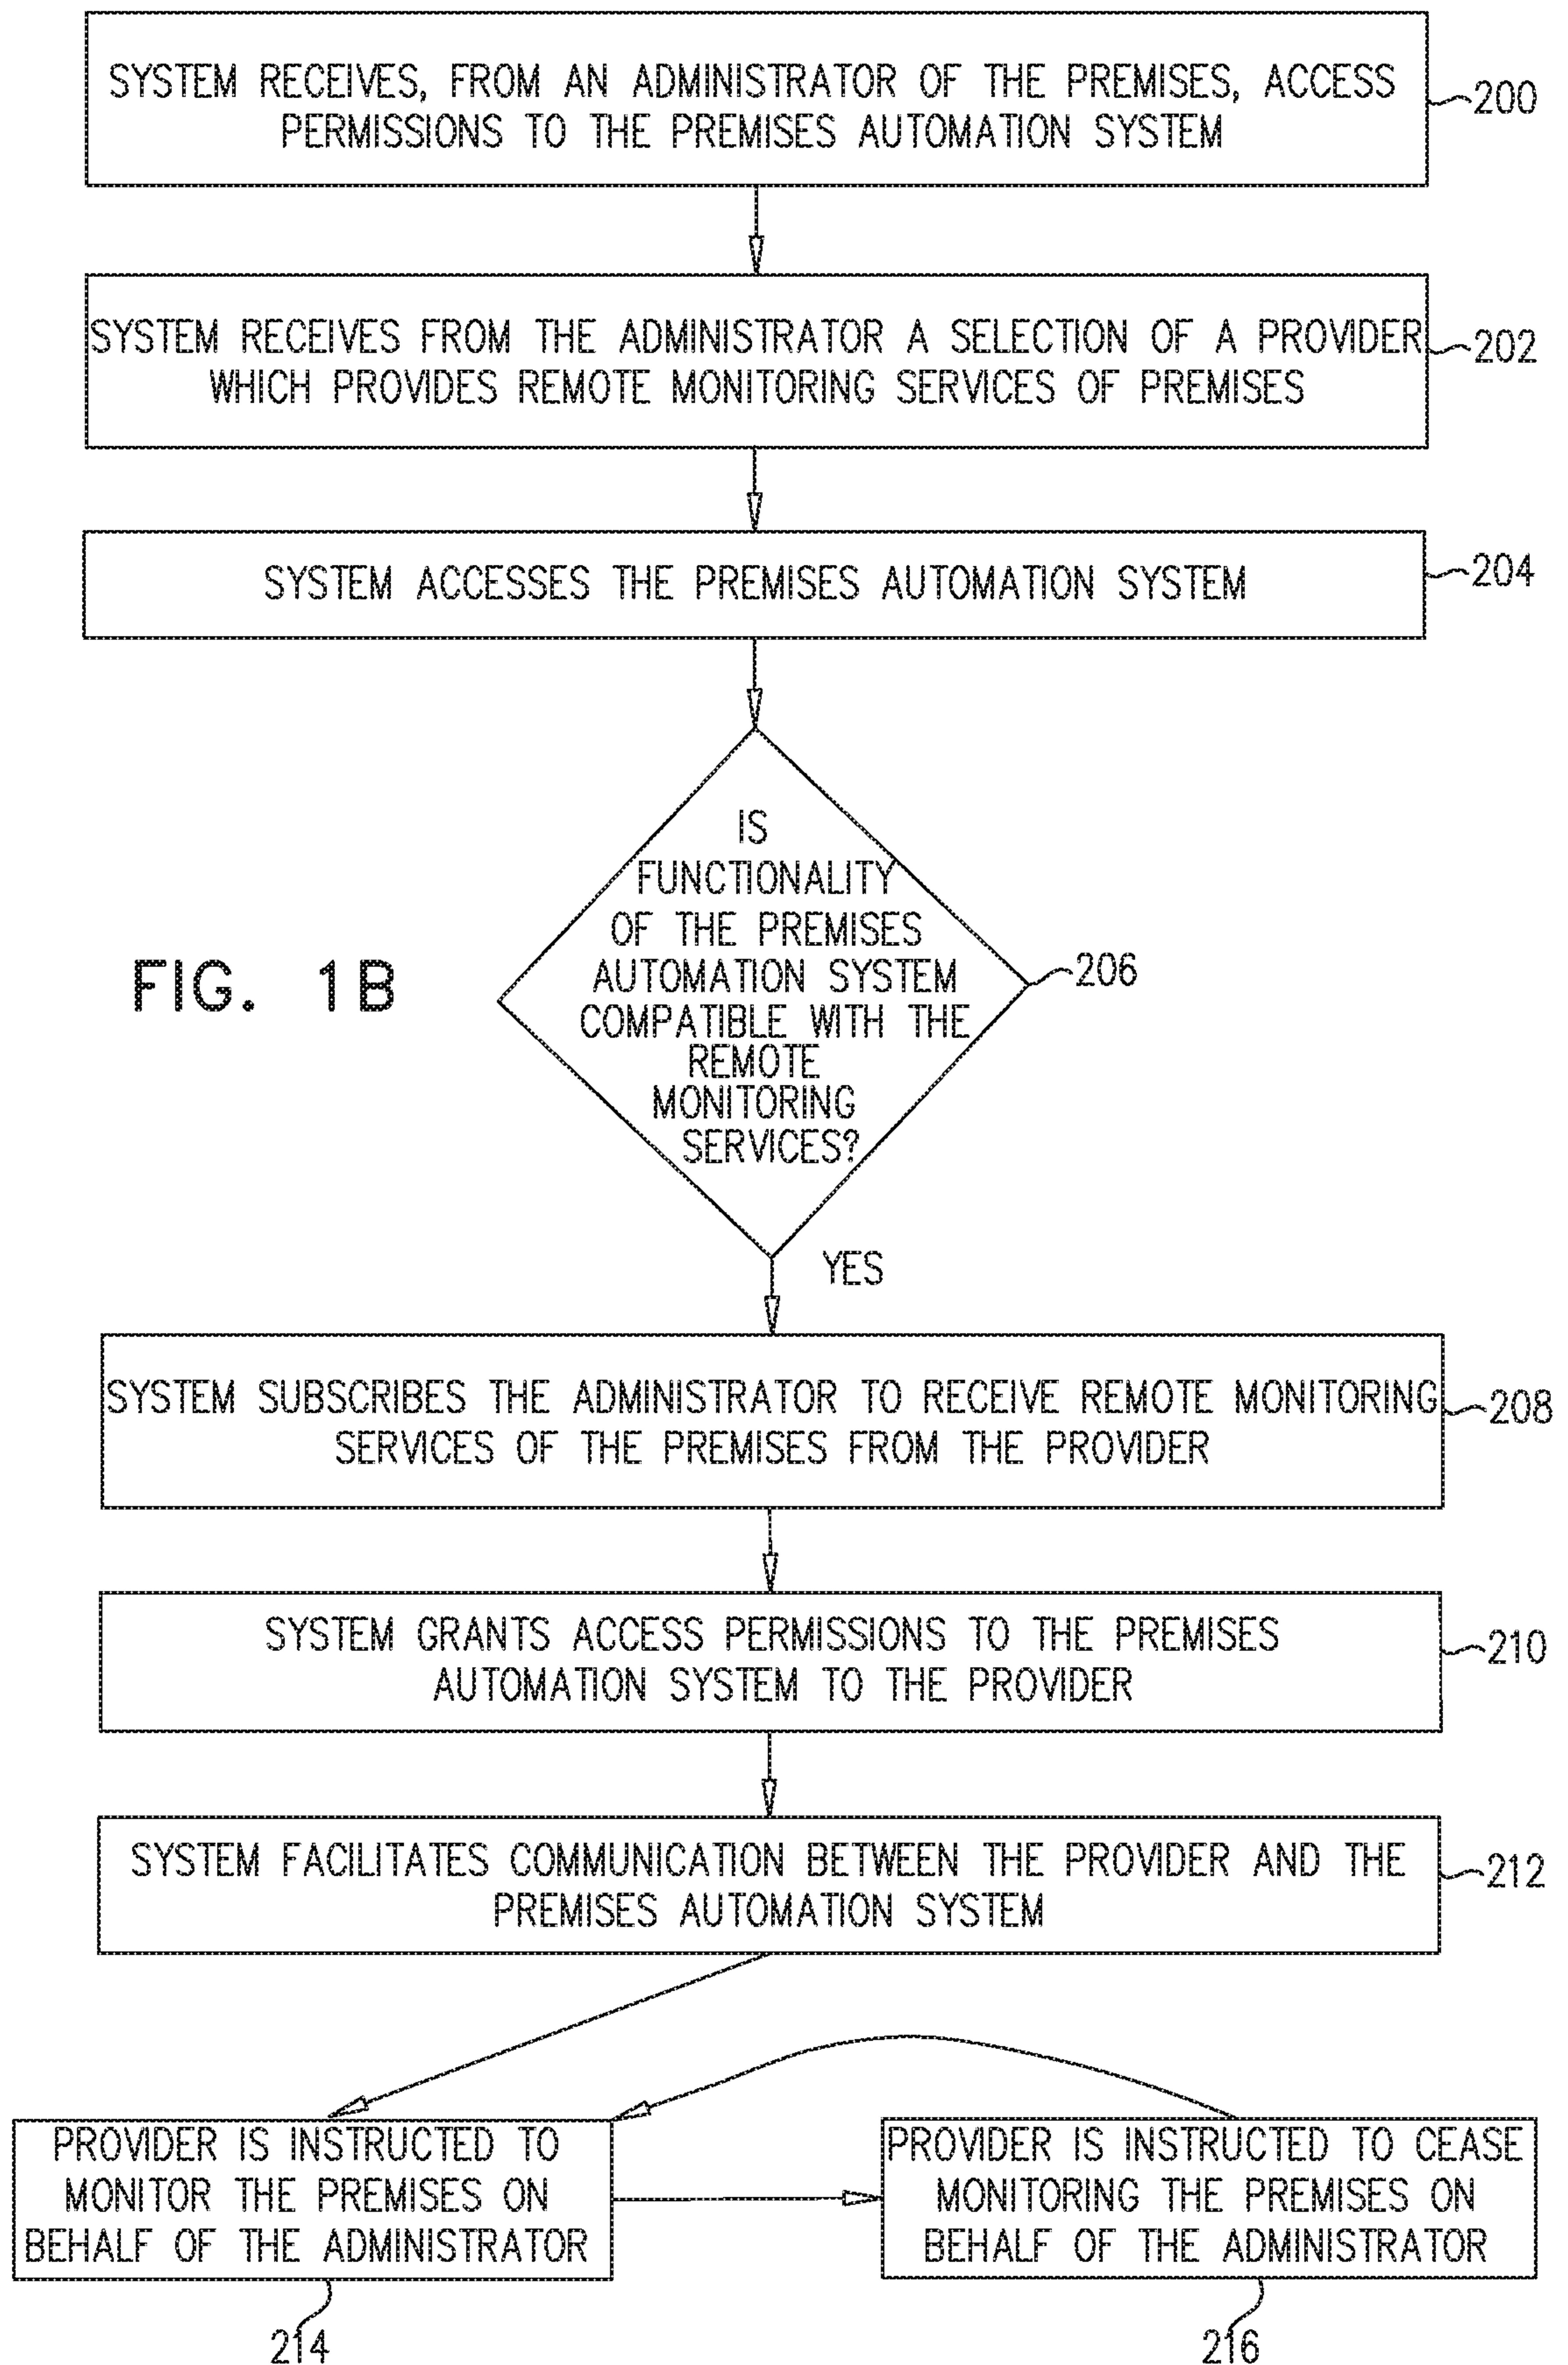 SYSTEM RECEIVES, FROM AN ADMINISTRATOR OF THE PREMISES, ACCESS
PERMISSIONS TO THE PREMISES AUTOMATION SYSTEM
200
SYSTEM RECEIVES FROM THE ADMINISTRATOR A SELECTION OF A PROVIDER
WHICH PROVIDES REMOTE MONITORING SERVICES OF PREMISES
202
SYSTEM ACCESSES THE PREMISES AUTOMATION SYSTEM
204
IS
FUNCTIONALITY
OF THE PREMISES
AUTOMATION SYSTEM
COMPATIBLE WITH THE
REMOTE
MONITORING
SERVICES?
206
FIG. 1B
YES
SYSTEM SUBSCRIBES THE ADMINISTRATOR TO RECEIVE REMOTE MONITORING
SERVICES OF THE PREMISES FROM THE PROVIDER
208
SYSTEM GRANTS ACCESS PERMISSIONS TO THE PREMISES
AUTOMATION SYSTEM TO THE PROVIDER
210
SYSTEM FACILITATES COMMUNICATION BETWEEN THE PROVIDER AND THE
PREMISES AUTOMATION SYSTEM
212
PROVIDER IS INSTRUCTED TO
MONITOR THE PREMISES ON
BEHALF OF THE ADMINISTRATOR
214
PROVIDER IS INSTRUCTED TO CEASE
MONITORING THE PREMISES ON
BEHALF OF THE ADMINISTRATOR
216